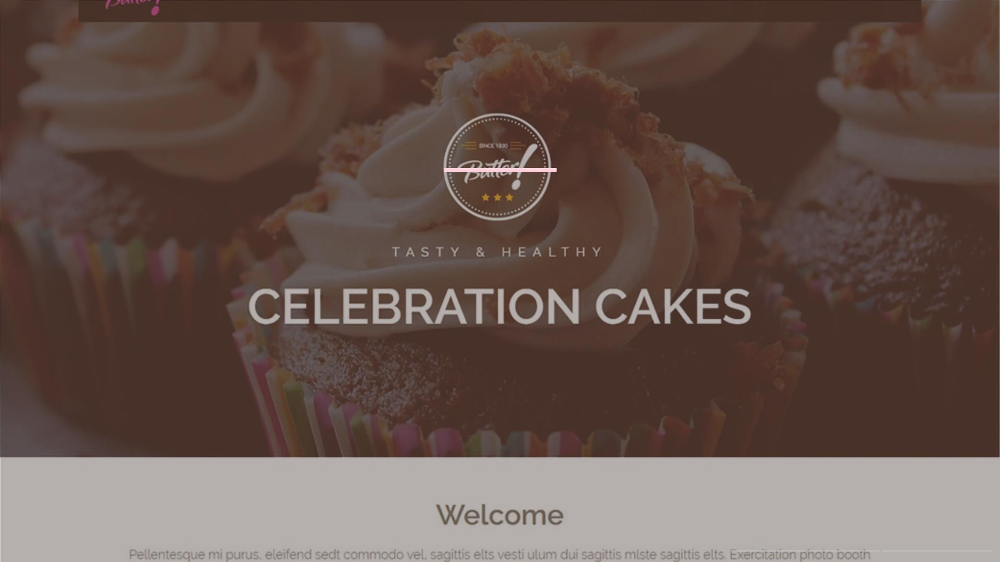 Butter!
SINCE 1930
Butter!
TASTY & HEALTHY
CELEBRATION CAKES
Welcome
Pellentesque mi purus, eleifend sedt commodo vel, sagittis elts vesti ulum dui sagittis mlste sagittis elts. Exercitation photo booth